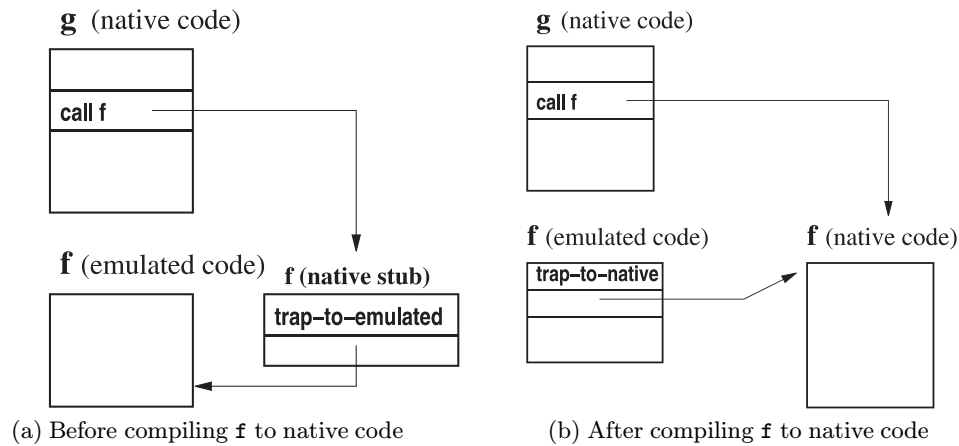 g (native code)
call f
f (emulated code)
f (native stub)
trap-to-emulated
(a) Before compiling f to native code
g (native code)
call f
f (emulated code)
f (native code)
trap-to-native
(b) After compiling f to native code